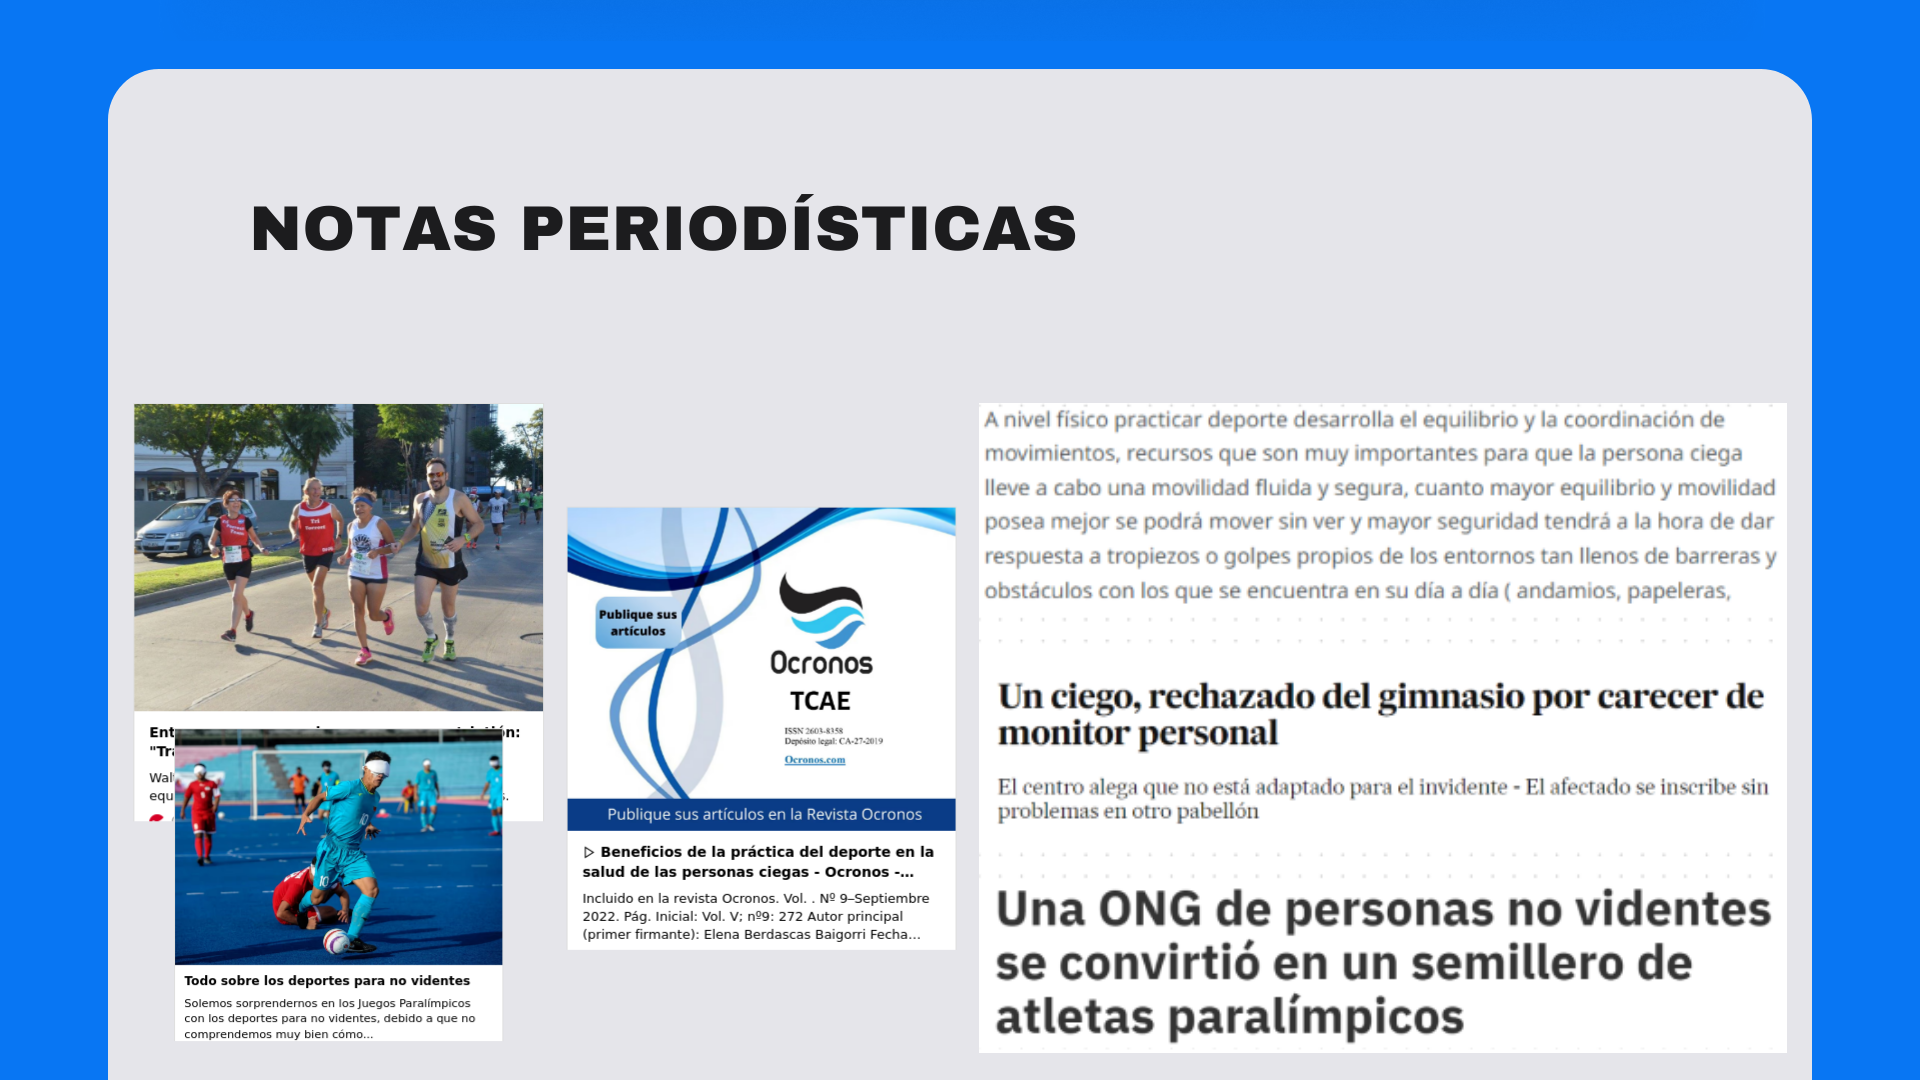 NOTAS PERIODÍSTICAS
Todo sobre los deportes para no videntes
Solemos sorprendernos en los Juegos Paralímpicos
con los deportes para no videntes, debido a que no
comprendemos muy bien cómo...
Publique sus
artículos
Ocronos
TCAE
ISSN 2603-8358
Depósito legal: CA-27-2019
Ocronos.com
Publique sus artículos en la Revista Ocronos
▷ Beneficios de la práctica del deporte en la
salud de las personas ciegas - Ocronos -...
Incluido en la revista Ocronos. Vol. . Nº 9–Septiembre
2022. Pág. Inicial: Vol. V; nº9: 272 Autor principal
(primer firmante): Elena Berdascas Baigorri Fecha...
A nivel físico practicar deporte desarrolla el equilibrio y la coordinación de
movimientos, recursos que son muy importantes para que la persona ciega
lleve a cabo una movilidad fluida y segura, cuanto mayor equilibrio y movilidad
posea mejor se podrá mover sin ver y mayor seguridad tendrá a la hora de dar
respuesta a tropiezos o golpes propios de los entornos tan llenos de barreras y
obstáculos con los que se encuentra en su día a día ( andamios, papeleras,
Un ciego, rechazado del gimnasio por carecer de
monitor personal
El centro alega que no está adaptado para el invidente - El afectado se inscribe sin
problemas en otro pabellón
Una ONG de personas no videntes
se convirtió en un semillero de
atletas paralímpicos